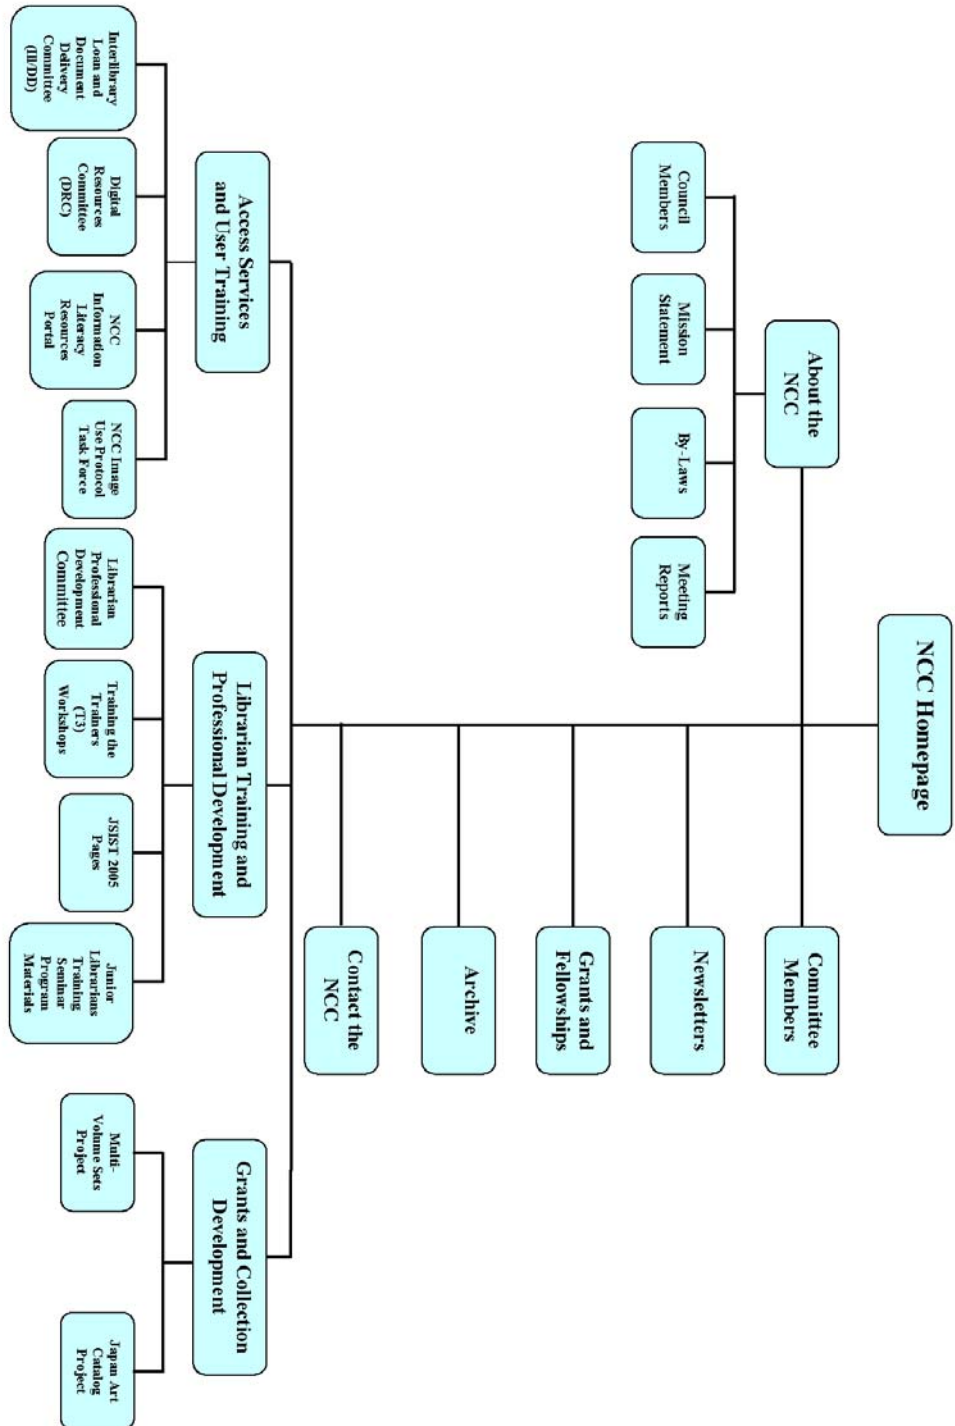 NCC Homepage
About the
NCC
Committee
Members
Council
Members
Mission
Statement
By-Laws
Meeting
Reports
Newsletters
Grants and
Fellowships
Archive
Contact the
NCC
Access Services
and User Training
Librarian Training and
Professional Development
Grants and Collection
Development
Interlibrary
Loan and
Document
Delivery
Committee
(Ill/DD)
Digital
Resources
Committee
(DRC)
NCC
Information
Literacy
Resources
Portal
NCC Image
Use Protocol
Task Force
Librarian
Professional
Development
Committee
Training the
Trainers
(T3)
Workshops
JSIST 2005
Pages
Junior
Librarians
Training
Seminar
Program
Materials
Multi-
Volume Sets
Project
Japan Art
Catalog
Project